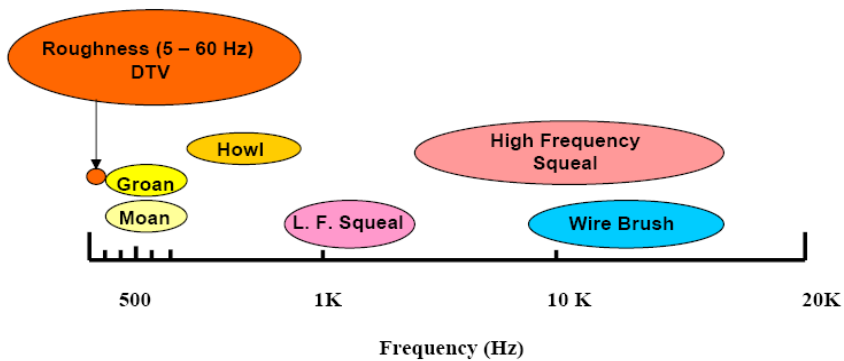 Roughness (5 – 60 Hz)
DTV
Howl
High Frequency
Squeal
Groan
Moan
L. F. Squeal
Wire Brush
500
1K
10 K
20K
Frequency (Hz)